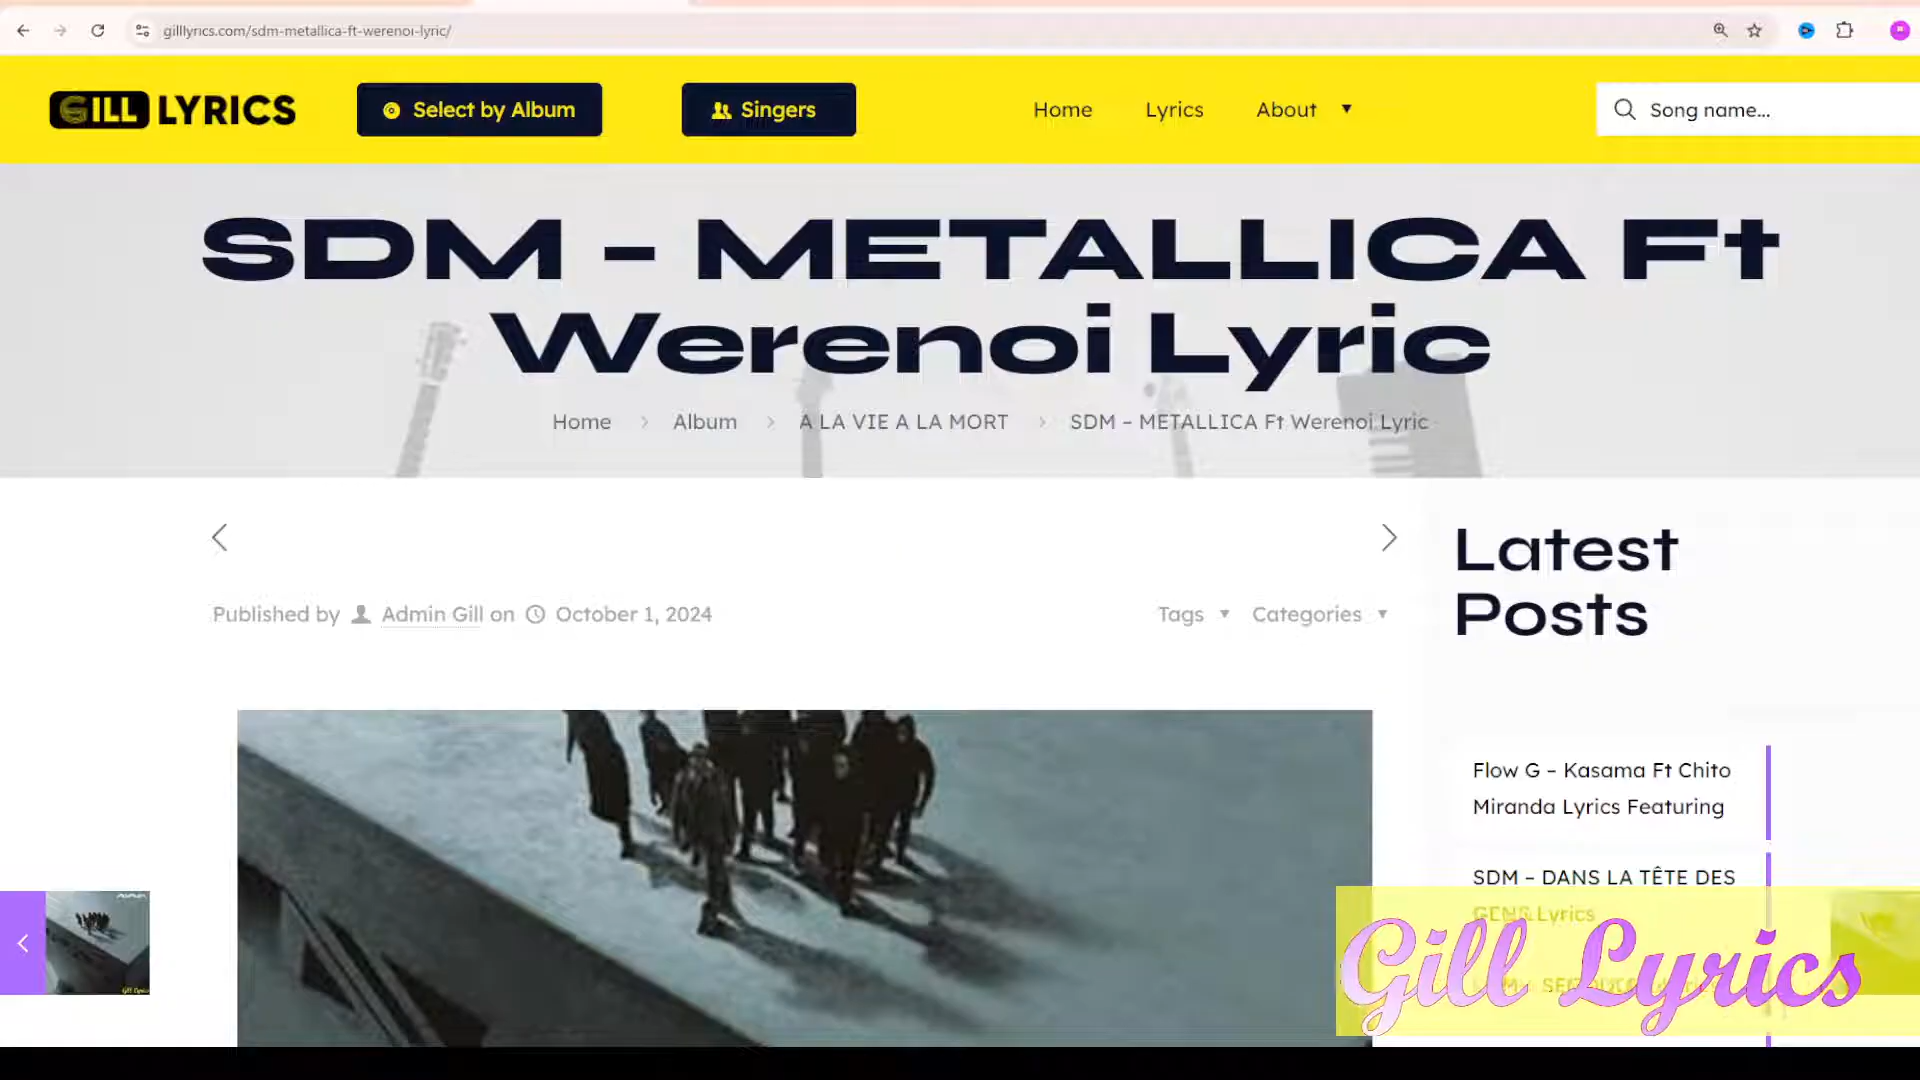 gilllyrics.com/sdm-metallica-ft-werenoi-lyric/
GILL LYRICS
Select by Album
Singers
Home
Lyrics
About
Song name...
SDM - METALLICA Ft
Werenoi Lyric
Home > Album > A LA VIE A LA MORT > SDM – METALLICA Ft Werenoi Lyric
Published by Admin Gill on October 1, 2024
Tags
Categories
Latest
Posts
Flow G – Kasama Ft Chito
Miranda Lyrics Featuring
SDM – DANS LA TÊTE DES
GENS Lyrics
Gill Lyrics